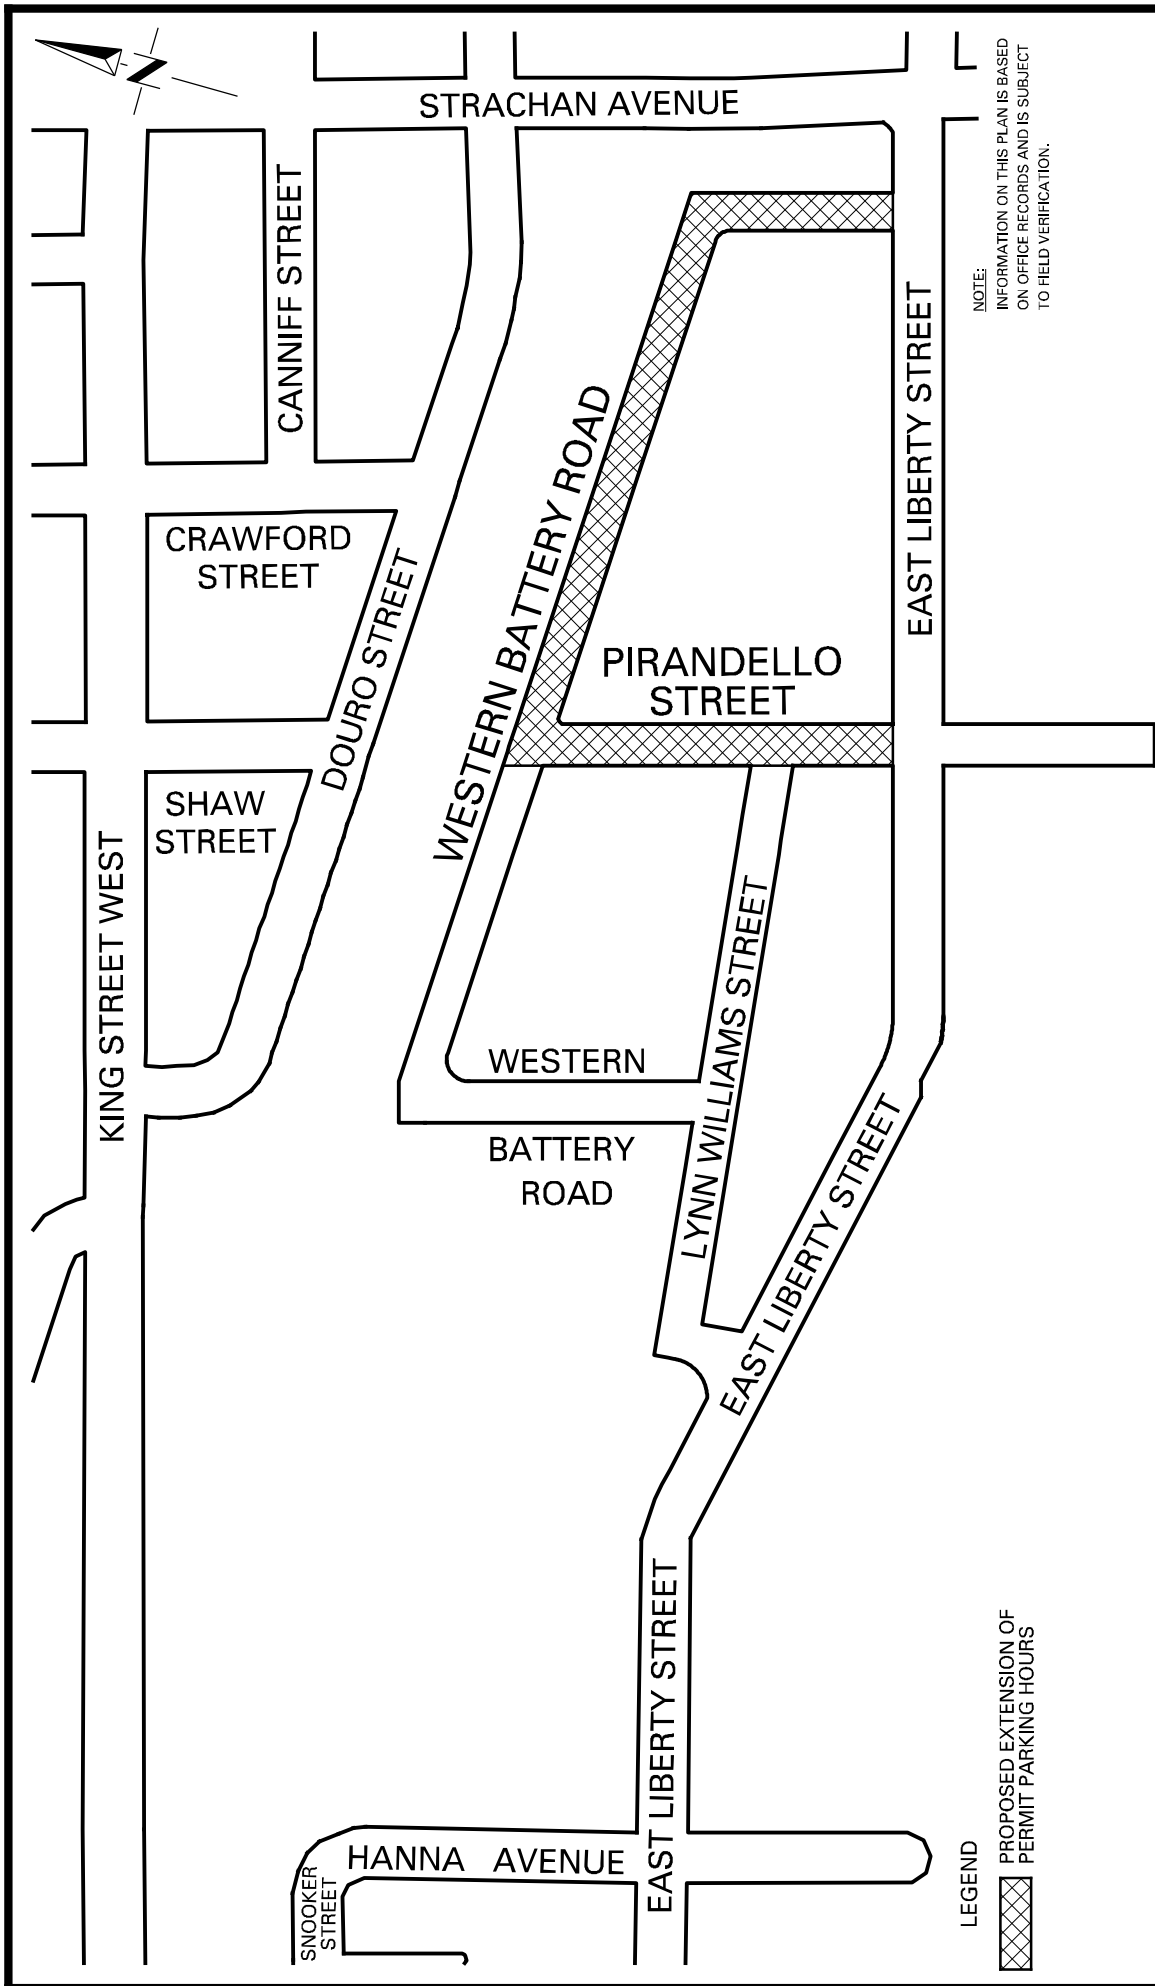 N
STRACHAN AVENUE
NOTE:
INFORMATION ON THIS PLAN IS BASED
ON OFFICE RECORDS AND IS SUBJECT
TO FIELD VERIFICATION.
CANNIFF STREET
EAST LIBERTY STREET
WESTERN BATTERY ROAD
CRAWFORD
STREET
DOURO STREET
PIRANDELLO
STREET
SHAW
STREET
KING STREET WEST
LYNN WILLIAMS STREET
WESTERN
BATTERY
ROAD
EAST LIBERTY STREET
EAST LIBERTY STREET
HANNA AVENUE
SNOOKER
STREET
LEGEND
PROPOSED EXTENSION OF
PERMIT PARKING HOURS